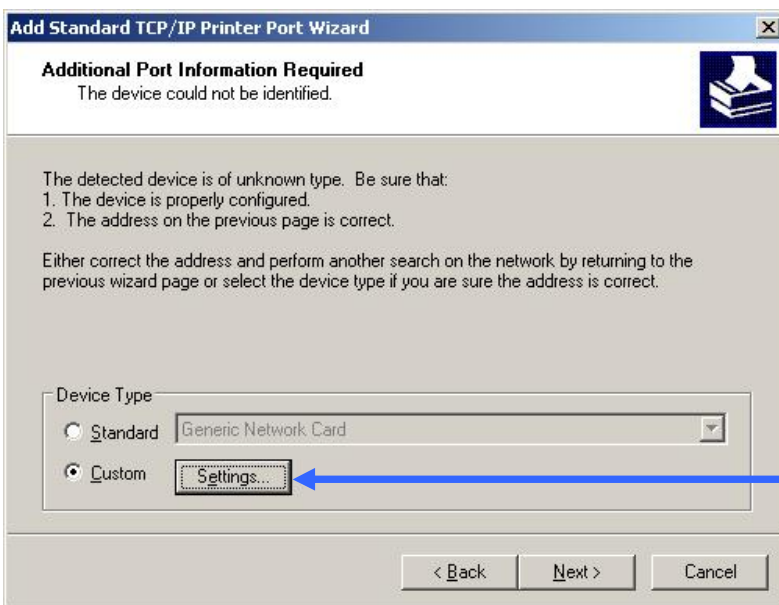 Add Standard TCP/IP Printer Port Wizard
Additional Port Information Required
The device could not be identified.
The detected device is of unknown type. Be sure that:
1. The device is properly configured.
2. The address on the previous page is correct.
Either correct the address and perform another search on the network by returning to the
previous wizard page or select the device type if you are sure the address is correct.
Device Type
Standard Generic Network Card
Custom Settings...
< Back Next > Cancel